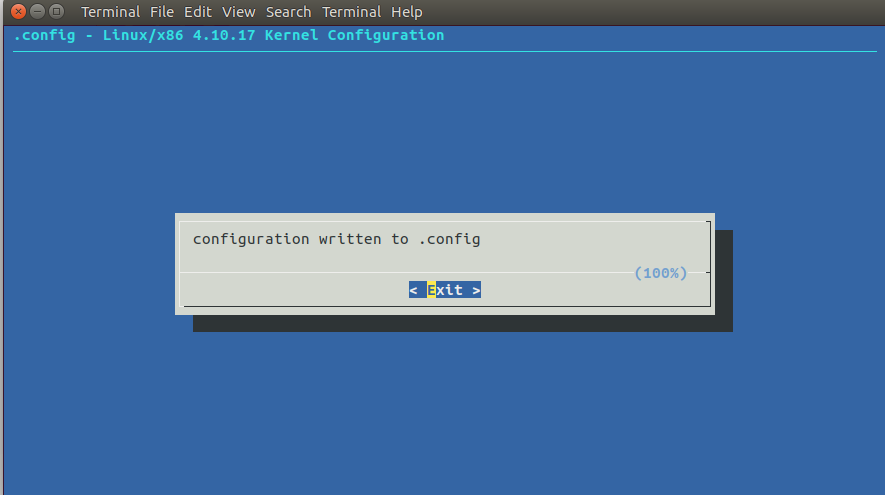 Terminal File Edit View Search Terminal Help
.config - Linux/x86 4.10.17 Kernel Configuration
configuration written to .config
(100%)
< Exit >